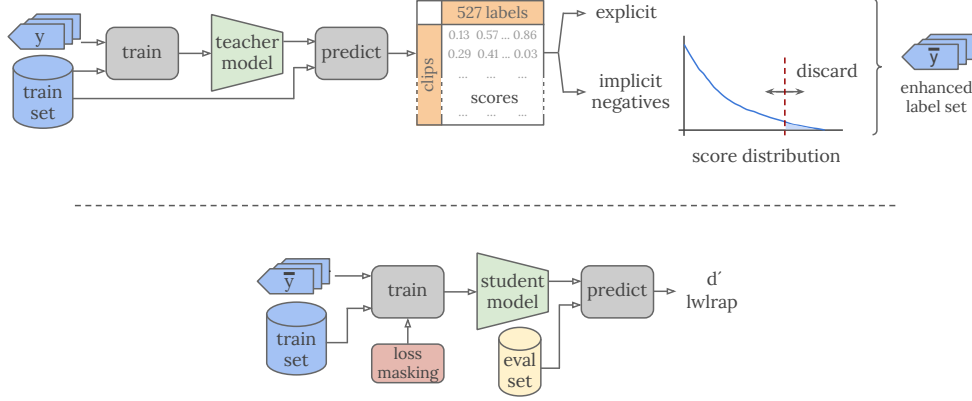 y
train
set
train
teacher
model
predict
527 labels
clips
0.13 0.57 ... 0.86
0.29 0.41 ... 0.03
... ... ...
scores
... ... ...
explicit
implicit
negatives
discard
score distribution
y̅
enhanced
label set
y̅
train
set
train
loss
masking
student
model
eval
set
predict
d´
lwlrap